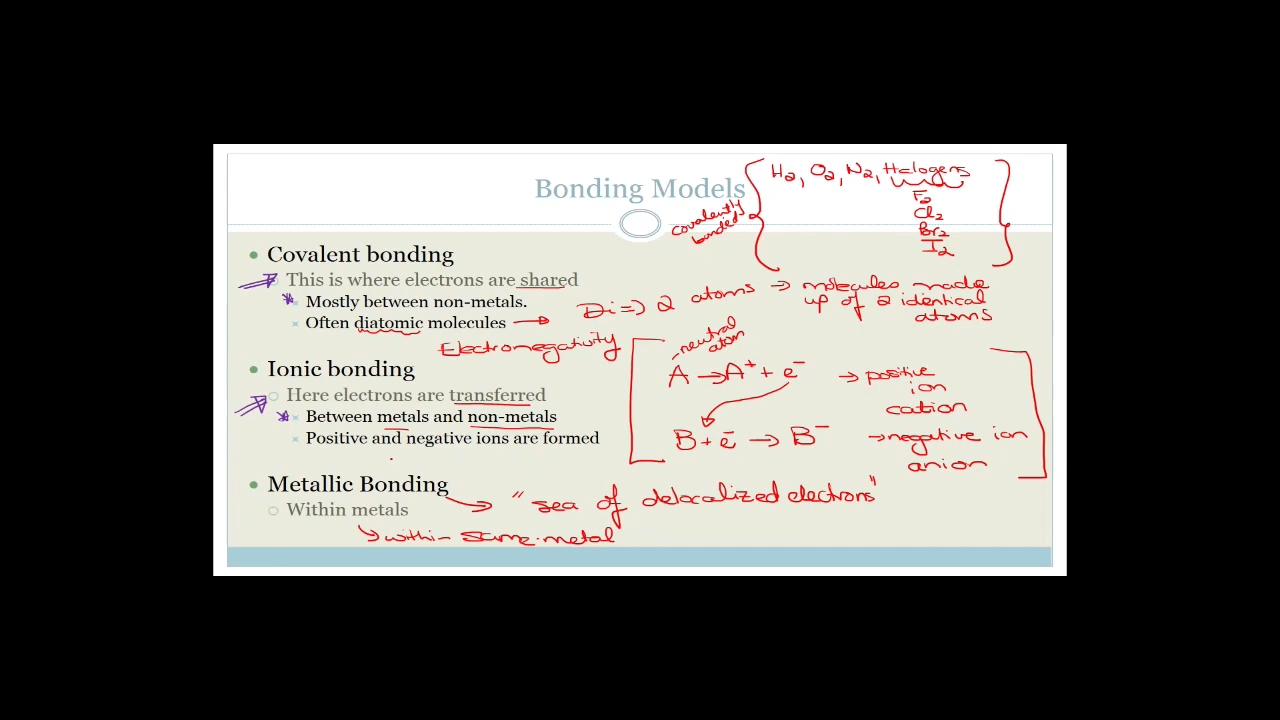 Bonding Models
H2, O2, N2, Halogens
F2
Cl2
Br2
I2
covalently
bonded
Covalent bonding
This is where electrons are shared
Mostly between non-metals.
Often diatomic molecules
Di => 2 atoms → molecules made
up of 2 identical
atoms
Electronegativity
neutral
atom
Ionic bonding
Here electrons are transferred
Between metals and non-metals
Positive and negative ions are formed
A → A⁺ + e⁻ → positive
ion
cation
B + e⁻ → B⁻ → negative ion
anion
Metallic Bonding → "sea of delocalized electrons"
Within metals
→ within same metal